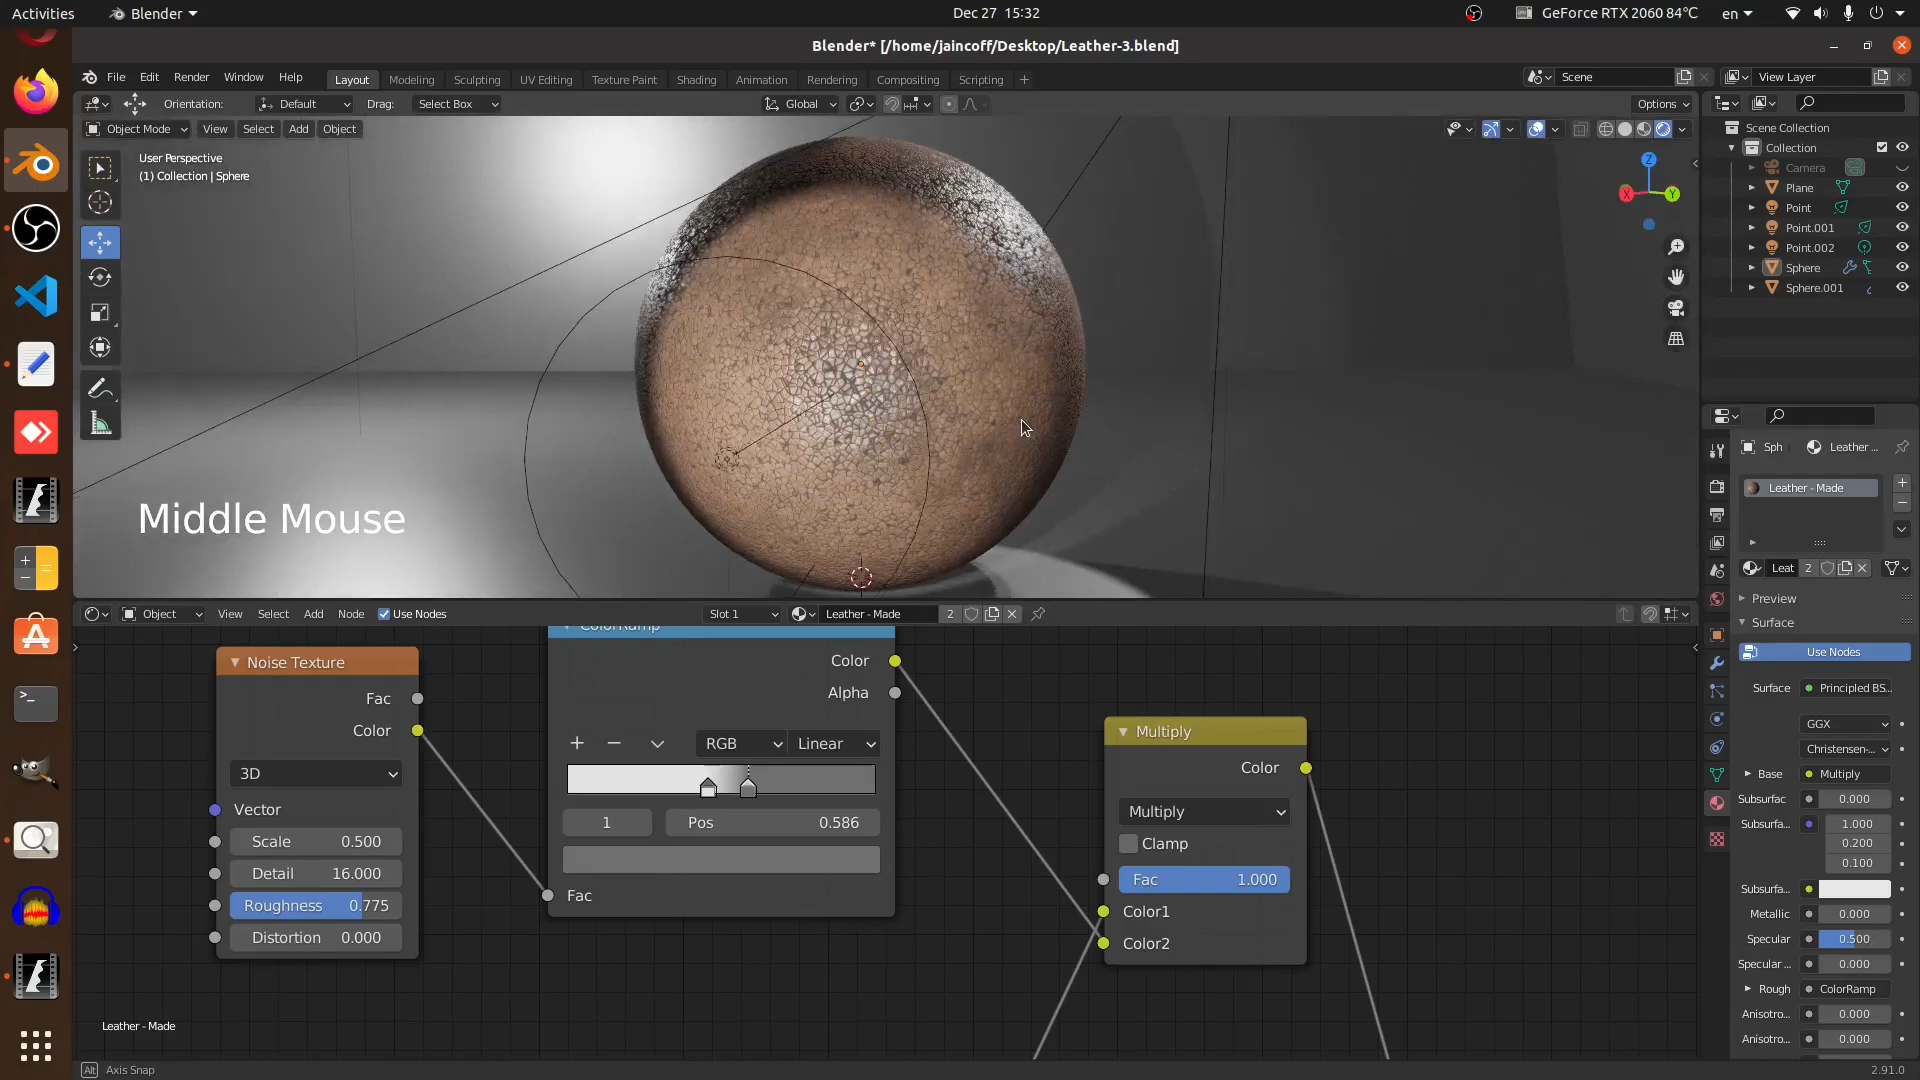 Activities Blender Dec 27 15:32 GeForce RTX 2060 84°C en
Blender* [/home/jaincoff/Desktop/Leather-3.blend]
File Edit Render Window Help Layout Modeling Sculpting UV Editing Texture Paint Shading Animation Rendering Compositing Scripting + Scene View Layer
Orientation: Default Drag: Select Box Global Options
Object Mode View Select Add Object
User Perspective
(1) Collection | Sphere
Scene Collection
Collection
Camera
Plane
Point
Point.001
Point.002
Sphere
Sphere.001
X Y Z
Middle Mouse
Sph Leather ...
Leather - Made
Leat 2
Preview
Surface
Use Nodes
Surface Principled BS...
GGX
Christensen-...
Base Multiply
Subsurfac 0.000
Subsurfa... 1.000
0.200
0.100
Subsurfa...
Metallic 0.000
Specular 0.500
Specular ... 0.000
Rough ColorRamp
Anisotro... 0.000
Anisotro... 0.000
Object View Select Add Node Use Nodes Slot 1 Leather - Made 2
Noise Texture
Fac
Color
3D
Vector
Scale 0.500
Detail 16.000
Roughness 0.775
Distortion 0.000
ColorRamp
Color
Alpha
RGB Linear
1 Pos 0.586
Fac
Multiply
Color
Multiply
Clamp
Fac 1.000
Color1
Color2
Leather - Made
Alt Axis Snap 2.91.0